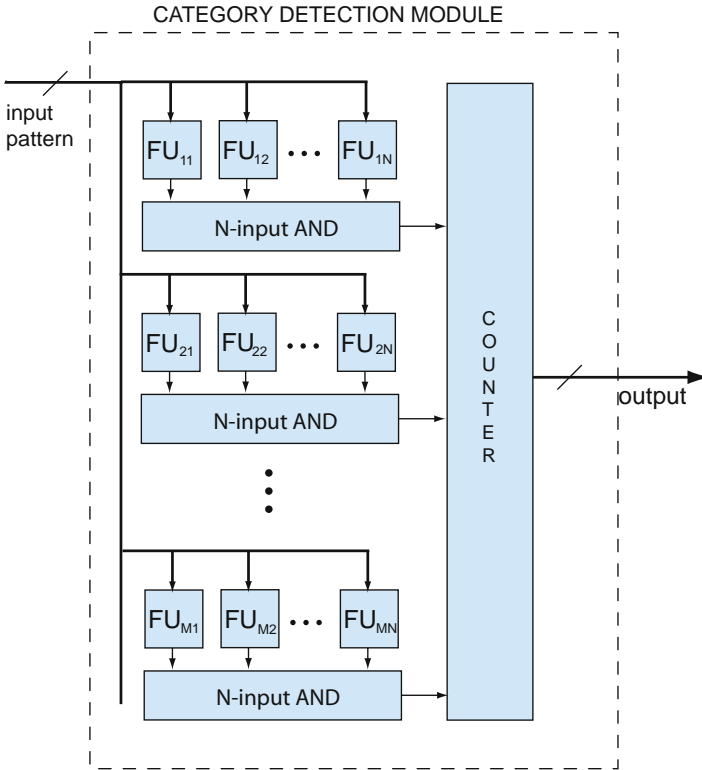 CATEGORY DETECTION MODULE
input
pattern
FU11 FU12 ••• FU1N
N-input AND
FU21 FU22 ••• FU2N
N-input AND
FUM1 FUM2 ••• FUMN
N-input AND
C
O
U
N
T
E
R
output